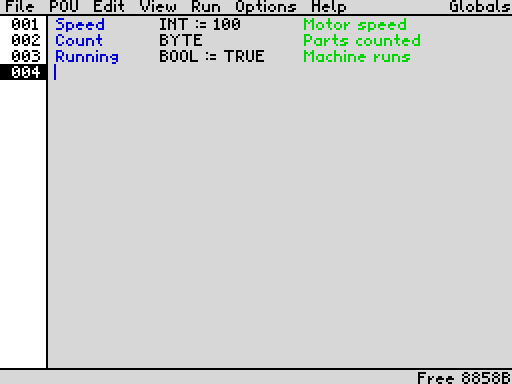 File POU Edit View Run Options Help Globals
001 Speed INT := 100 Motor speed
002 Count BYTE Parts counted
003 Running BOOL := TRUE Machine runs
004
Free 8858B